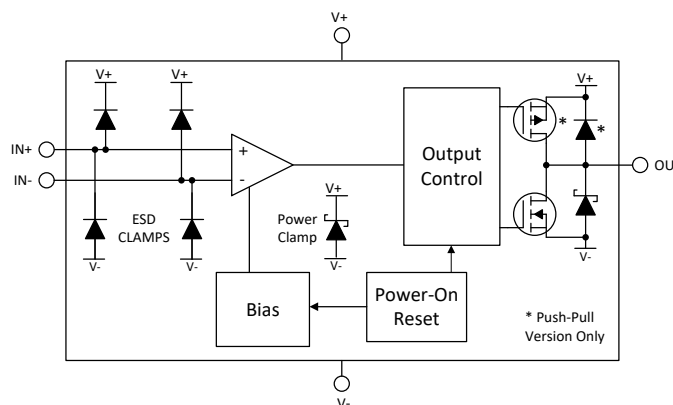 V+
V+
V+
V+
IN+
IN-
+
-
*
*
OU
Output
Control
ESD
CLAMPS
Power
Clamp
V+
V-
V-
V-
V-
Bias
Power-On
Reset
* Push-Pull
Version Only
V-